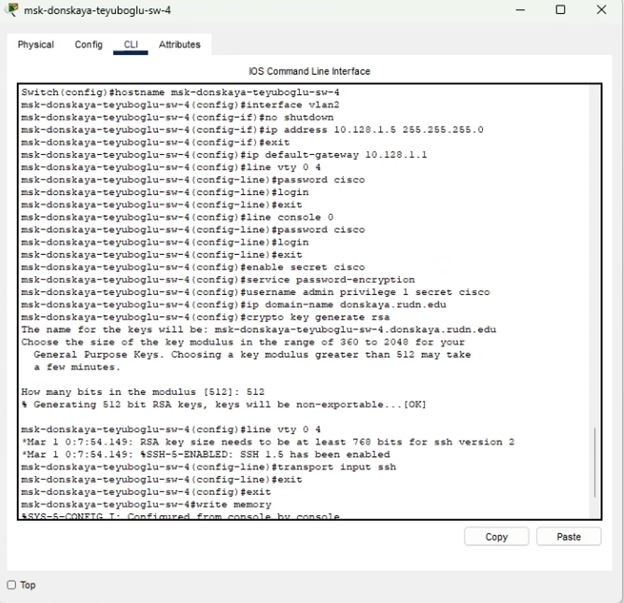 msk-donskaya-teyuboglu-sw-4
Physical Config CLI Attributes
IOS Command Line Interface
Switch(config)#hostname msk-donskaya-teyuboglu-sw-4
msk-donskaya-teyuboglu-sw-4(config)#interface vlan2
msk-donskaya-teyuboglu-sw-4(config-if)#no shutdown
msk-donskaya-teyuboglu-sw-4(config-if)#ip address 10.128.1.5 255.255.255.0
msk-donskaya-teyuboglu-sw-4(config-if)#exit
msk-donskaya-teyuboglu-sw-4(config)#ip default-gateway 10.128.1.1
msk-donskaya-teyuboglu-sw-4(config)#line vty 0 4
msk-donskaya-teyuboglu-sw-4(config-line)#password cisco
msk-donskaya-teyuboglu-sw-4(config-line)#login
msk-donskaya-teyuboglu-sw-4(config-line)#exit
msk-donskaya-teyuboglu-sw-4(config)#line console 0
msk-donskaya-teyuboglu-sw-4(config-line)#password cisco
msk-donskaya-teyuboglu-sw-4(config-line)#login
msk-donskaya-teyuboglu-sw-4(config-line)#exit
msk-donskaya-teyuboglu-sw-4(config)#enable secret cisco
msk-donskaya-teyuboglu-sw-4(config)#service password-encryption
msk-donskaya-teyuboglu-sw-4(config)#username admin privilege 1 secret cisco
msk-donskaya-teyuboglu-sw-4(config)#ip domain-name donskaya.rudn.edu
msk-donskaya-teyuboglu-sw-4(config)#crypto key generate rsa
The name for the keys will be: msk-donskaya-teyuboglu-sw-4.donskaya.rudn.edu
Choose the size of the key modulus in the range of 360 to 2048 for your
General Purpose Keys. Choosing a key modulus greater than 512 may take
a few minutes.
How many bits in the modulus [512]: 512
% Generating 512 bit RSA keys, keys will be non-exportable...[OK]
msk-donskaya-teyuboglu-sw-4(config)#line vty 0 4
*Mar 1 0:7:54.149: RSA key size needs to be at least 768 bits for ssh version 2
*Mar 1 0:7:54.149: %SSH-5-ENABLED: SSH 1.5 has been enabled
msk-donskaya-teyuboglu-sw-4(config-line)#transport input ssh
msk-donskaya-teyuboglu-sw-4(config-line)#exit
msk-donskaya-teyuboglu-sw-4(config)#exit
msk-donskaya-teyuboglu-sw-4#write memory
%SYS-5-CONFIG_I: Configured from console by console
Copy Paste
Top